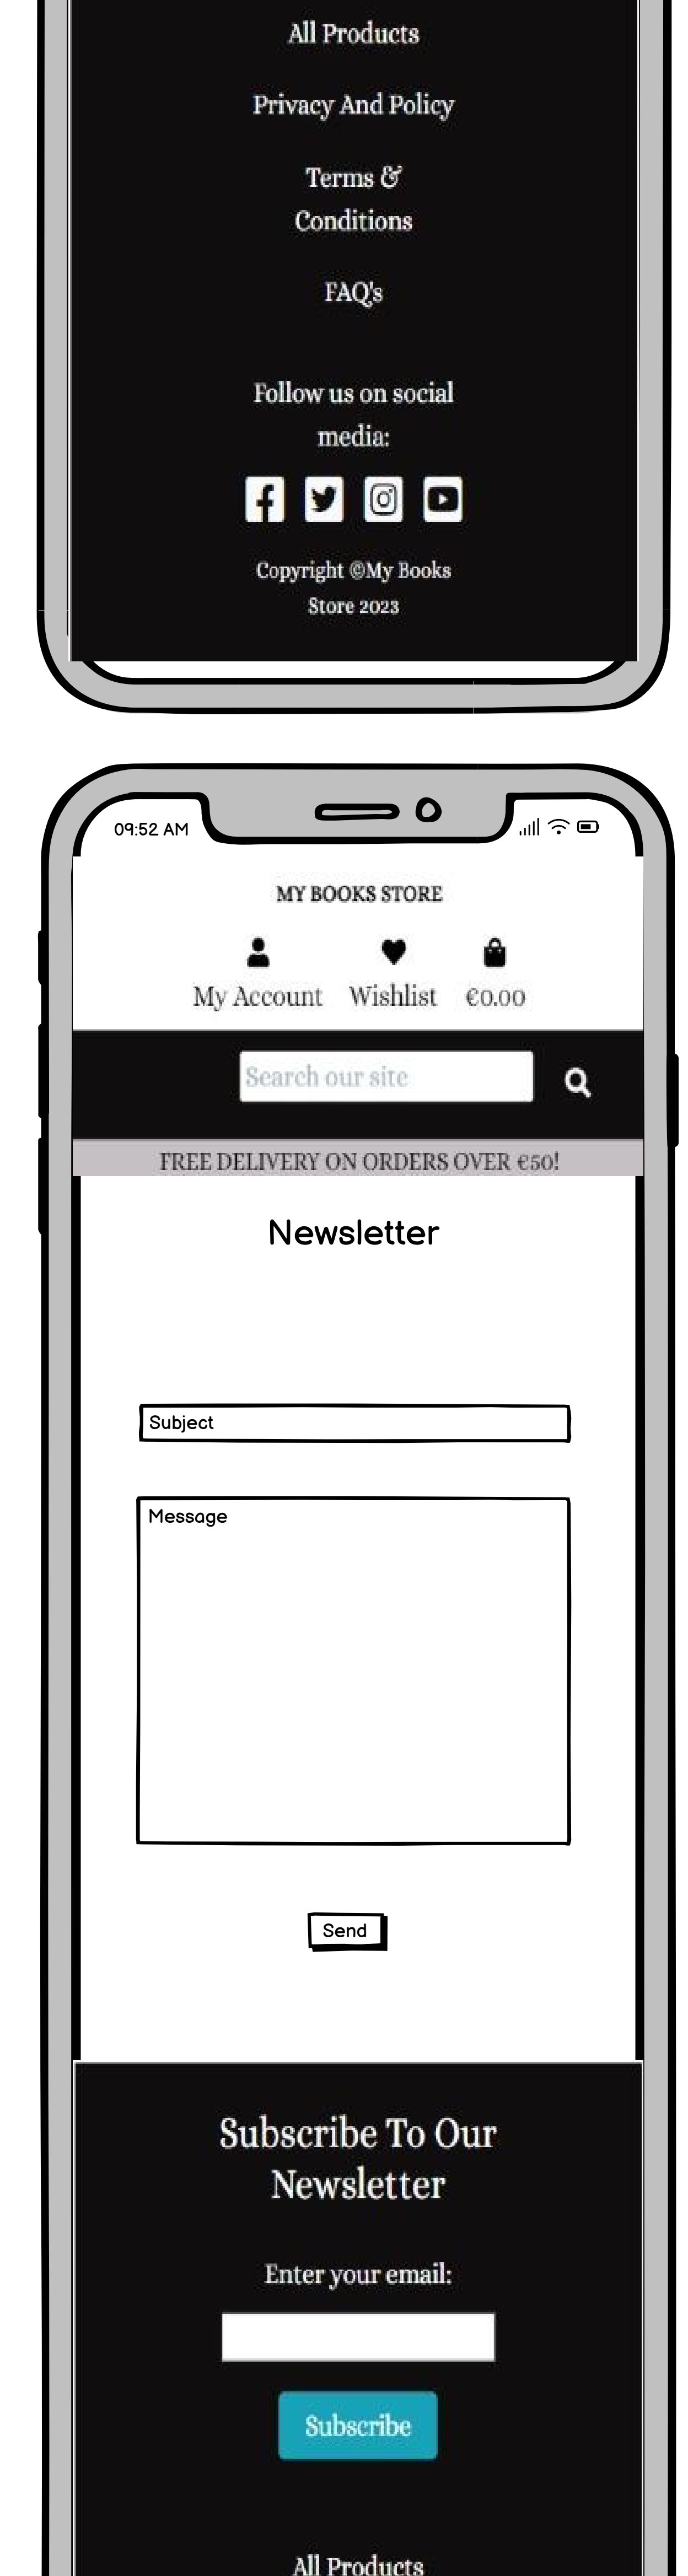 All Products
Privacy And Policy
Terms &
Conditions
FAQ's
Follow us on social
media:
Copyright ©My Books
Store 2023
09:52 AM
MY BOOKS STORE
My Account Wishlist €0.00
Search our site
FREE DELIVERY ON ORDERS OVER €50!
Newsletter
Subject
Message
Send
Subscribe To Our
Newsletter
Enter your email:
Subscribe
All Products